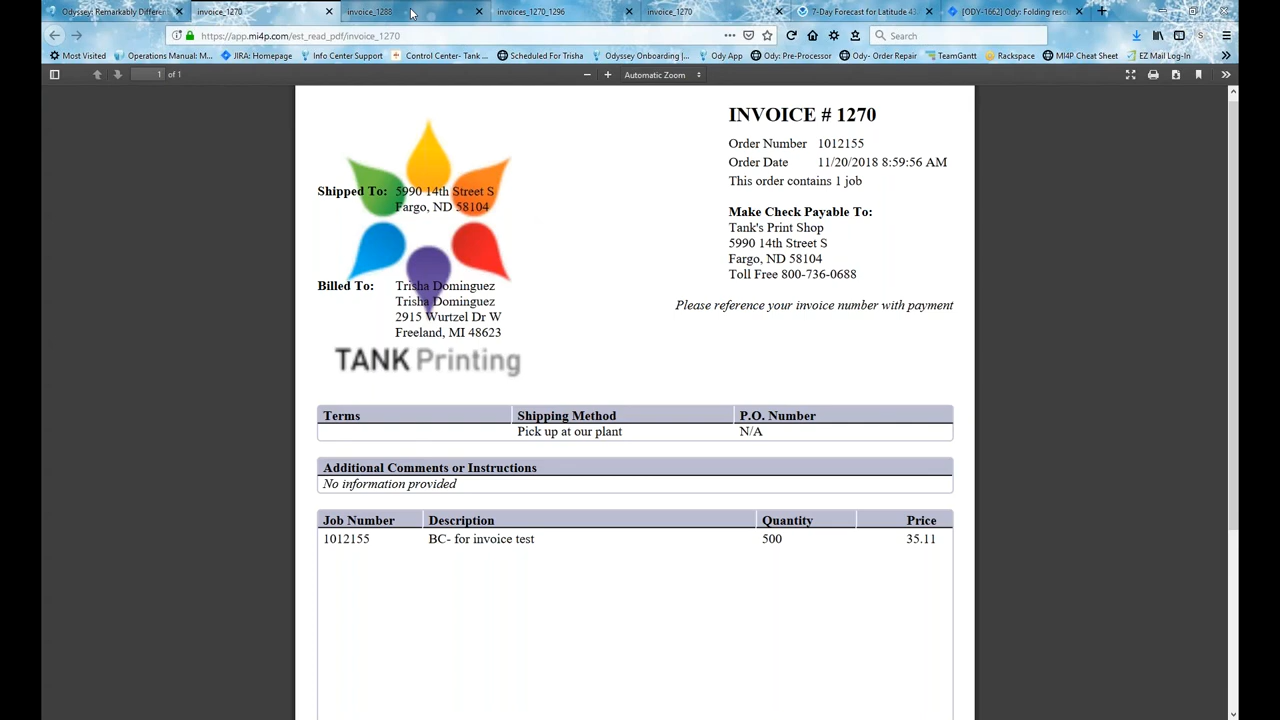 Odyssey: Remarkably Differen
invoice_1270
invoice_1288
invoices_1270_1296
invoice_1270
7-Day Forecast for Latitude
[ODY-1662] Ody: Folding reso
https://app.mi4p.com/est_read_pdf/invoice_1270
Search
Most Visited
Operations Manual: M...
JIRA: Homepage
Info Center Support
Control Center- Tank ...
Scheduled For Trisha
Odyssey Onboarding |...
Ody App
Ody: Pre-Processor
Ody- Order Repair
TeamGantt
Rackspace
MI4P Cheat Sheet
EZ Mail Log-In
1 of 1
Automatic Zoom
INVOICE # 1270
Order Number 1012155
Order Date 11/20/2018 8:59:56 AM
This order contains 1 job
Shipped To: 5990 14th Street S
Fargo, ND 58104
Make Check Payable To:
Tank's Print Shop
5990 14th Street S
Fargo, ND 58104
Toll Free 800-736-0688
Billed To: Trisha Dominguez
Trisha Dominguez
2915 Wurtzel Dr W
Freeland, MI 48623
Please reference your invoice number with payment
TANK Printing
Terms Shipping Method P.O. Number
Pick up at our plant N/A
Additional Comments or Instructions
No information provided
Job Number Description Quantity Price
1012155 BC- for invoice test 500 35.11